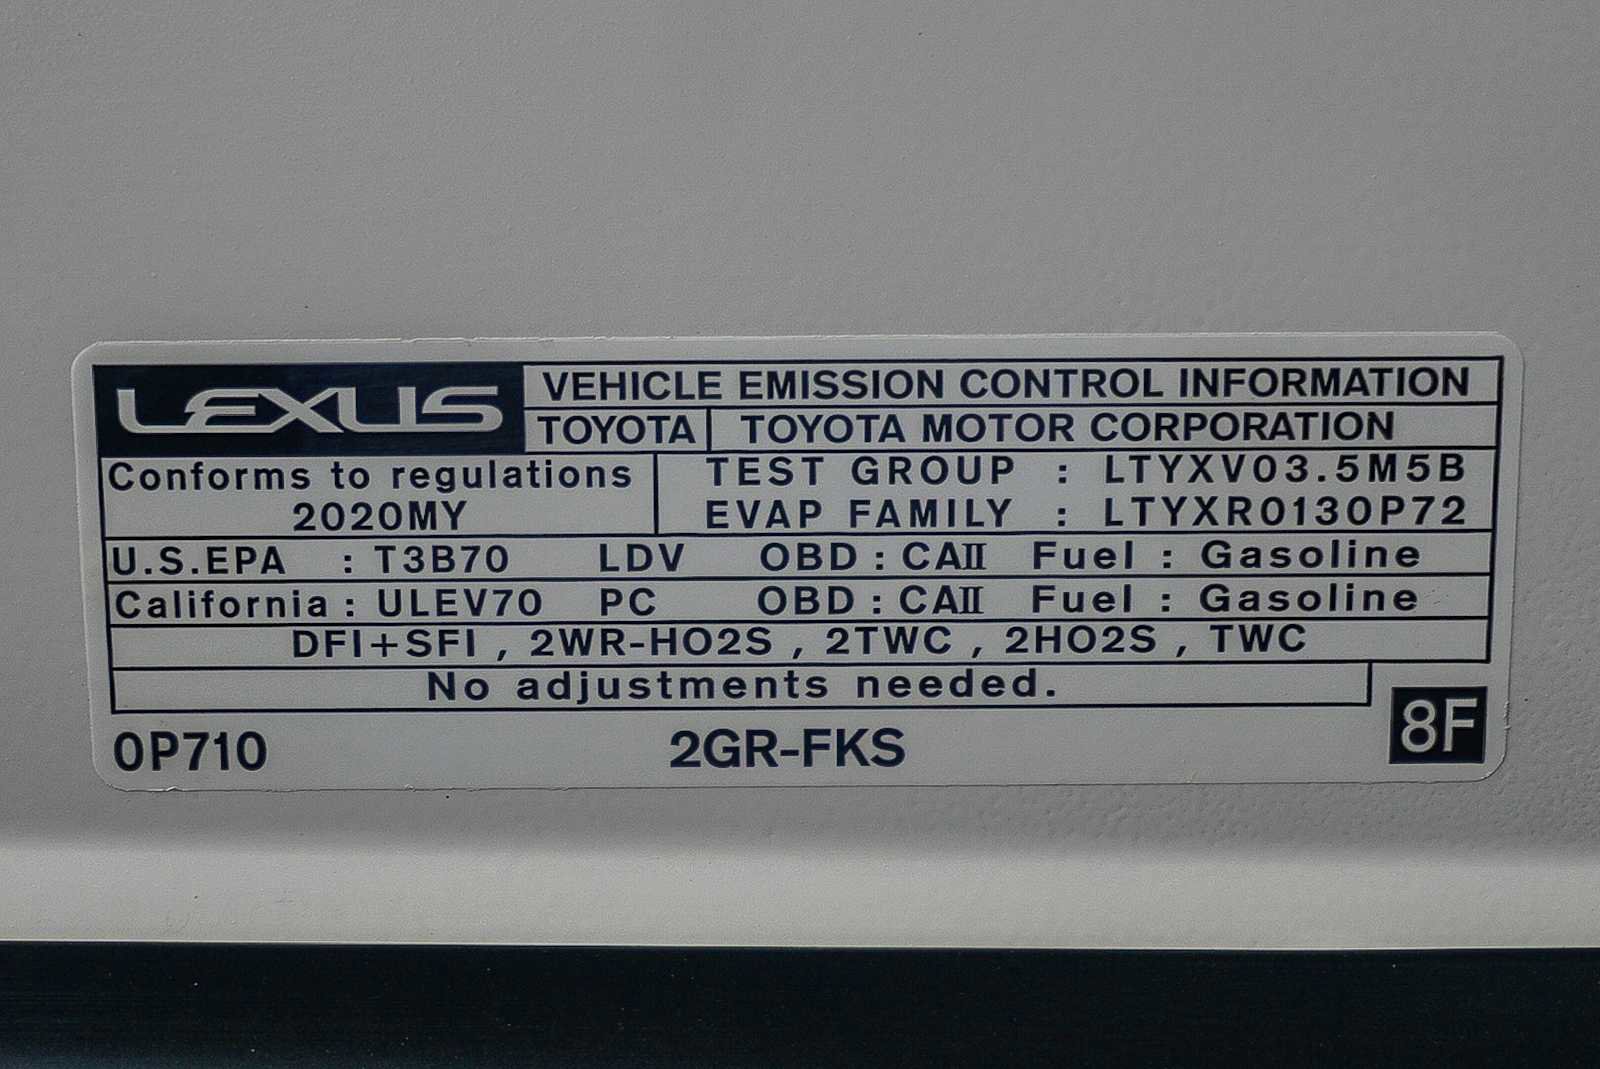 LEXUS VEHICLE EMISSION CONTROL INFORMATION
TOYOTA TOYOTA MOTOR CORPORATION
Conforms to regulations TEST GROUP : LTYXV03.5M5B
2020MY EVAP FAMILY : LTYXR0130P72
U.S.EPA : T3B70 LDV OBD : CAII Fuel : Gasoline
California : ULEV70 PC OBD : CAII Fuel : Gasoline
DFI+SFI , 2WR-HO2S , 2TWC , 2HO2S , TWC
No adjustments needed.
0P710 2GR-FKS 8F